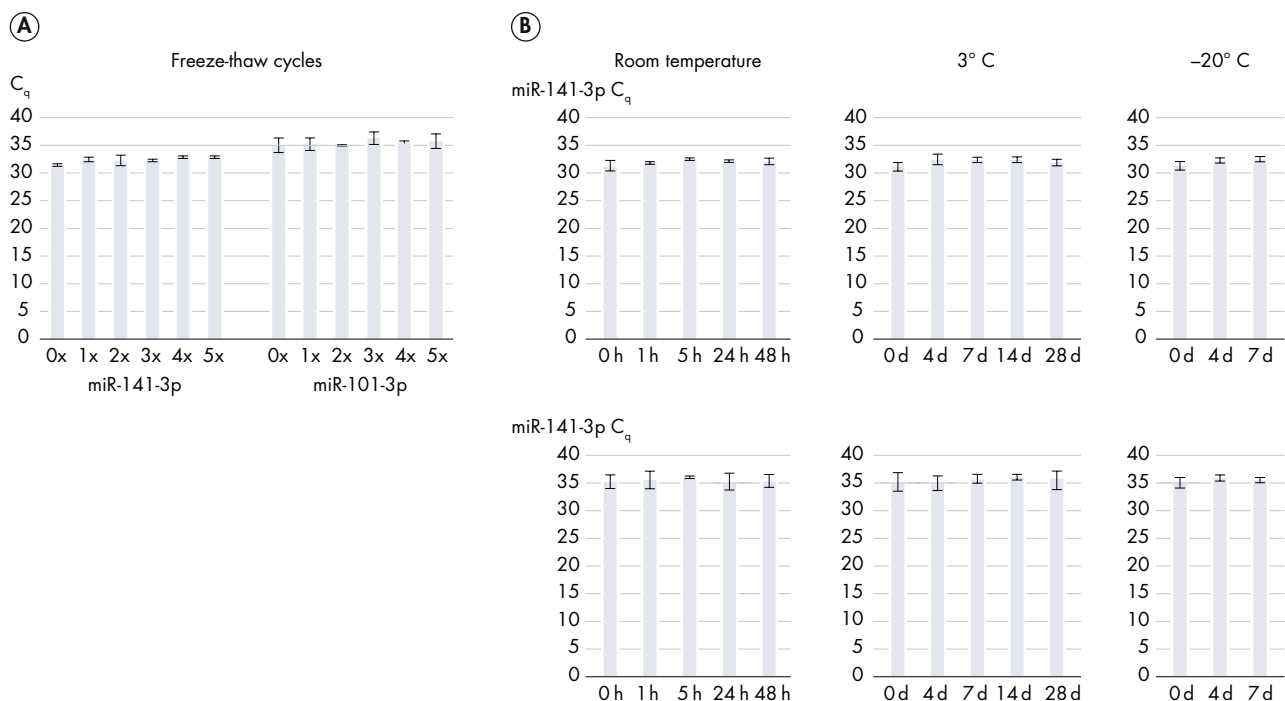 A
Freeze-thaw cycles
Cq
40
35
30
25
20
15
10
5
0
0x 1x 2x 3x 4x 5x 0x 1x 2x 3x 4x 5x
miR-141-3p miR-101-3p
B
Room temperature 3° C –20° C
miR-141-3p Cq
40 40 40
35 35 35
30 30 30
25 25 25
20 20 20
15 15 15
10 10 10
5 5 5
0 0 0
0 h 1 h 5 h 24 h 48 h 0 d 4 d 7 d 14 d 28 d 0 d 4 d 7 d
miR-141-3p Cq
40 40 40
35 35 35
30 30 30
25 25 25
20 20 20
15 15 15
10 10 10
5 5 5
0 0 0
0 h 1 h 5 h 24 h 48 h 0 d 4 d 7 d 14 d 28 d 0 d 4 d 7 d